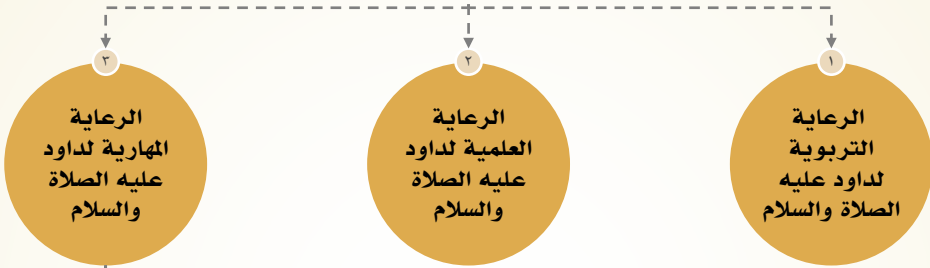 ١
الرعاية
التربوية
لداود عليه
الصلاة والسلام
٢
الرعاية
العلمية لداود
عليه الصلاة
والسلام
٣
الرعاية
المهارية لداود
عليه الصلاة
والسلام